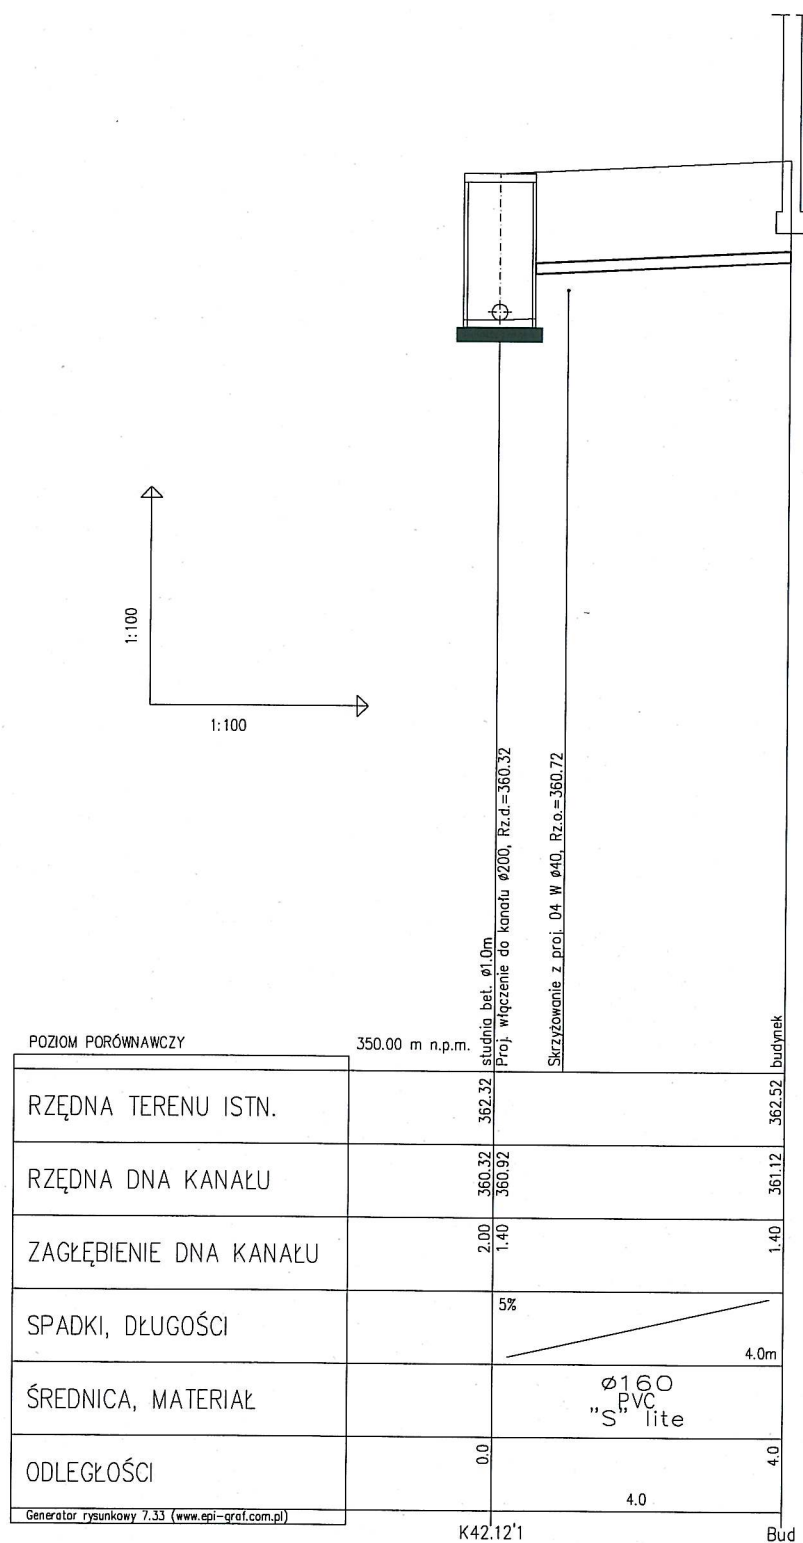 1:100
1:100
studnia bet. ø1.0m
Proj. włączenie do kanału ø200, Rz.d.=360.32
Skrzyżowanie z proj. 04 W ø40, Rz.o.=360.72
budynek
POZIOM PORÓWNAWCZY
350.00 m n.p.m.
RZĘDNA TERENU ISTN.
362.32
362.52
RZĘDNA DNA KANAŁU
360.32
360.92
361.12
ZAGŁĘBIENIE DNA KANAŁU
2.00
1.40
1.40
SPADKI, DŁUGOŚCI
5%
4.0m
ŚREDNICA, MATERIAŁ
ø160
PVC
"S" lite
ODLEGŁOŚCI
0.0
4.0
4.0
Generator rysunkowy 7.33 (www.epi-graf.com.pl)
K42.12'1
Bud